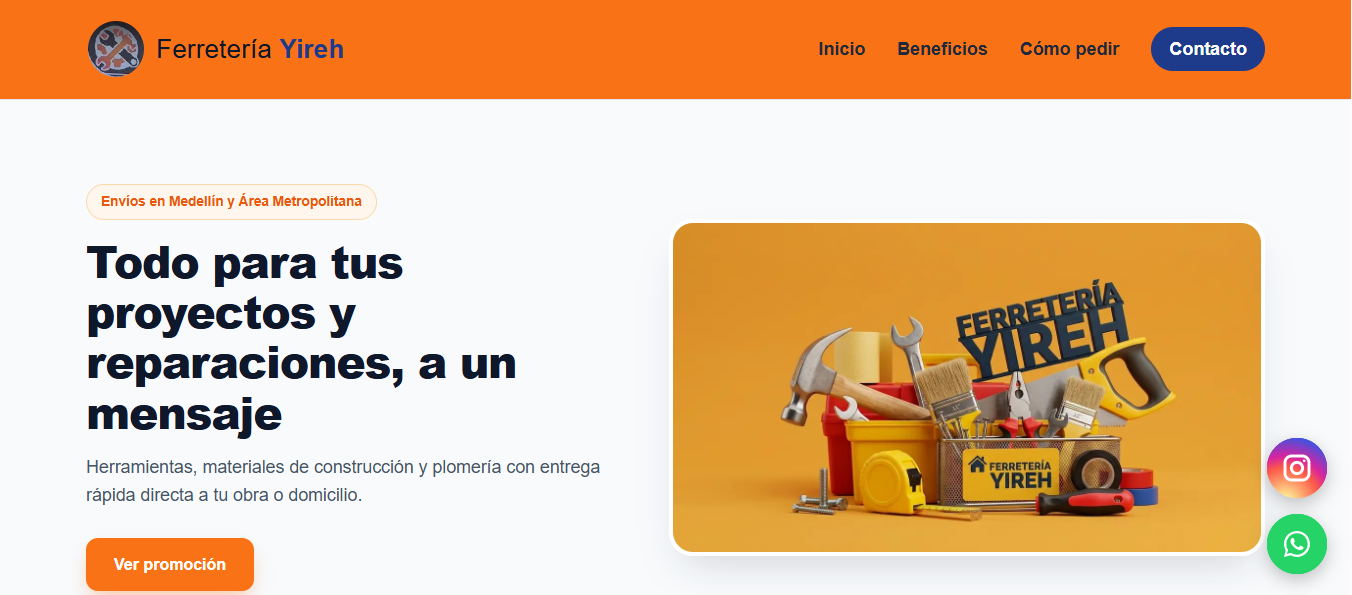 Ferretería Yireh
Inicio
Beneficios
Cómo pedir
Contacto
Envíos en Medellín y Área Metropolitana
Todo para tus
proyectos y
reparaciones, a un
mensaje
Herramientas, materiales de construcción y plomería con entrega
rápida directa a tu obra o domicilio.
Ver promoción
FERRETERÍA
YIREH
FERRETERÍA
YIREH